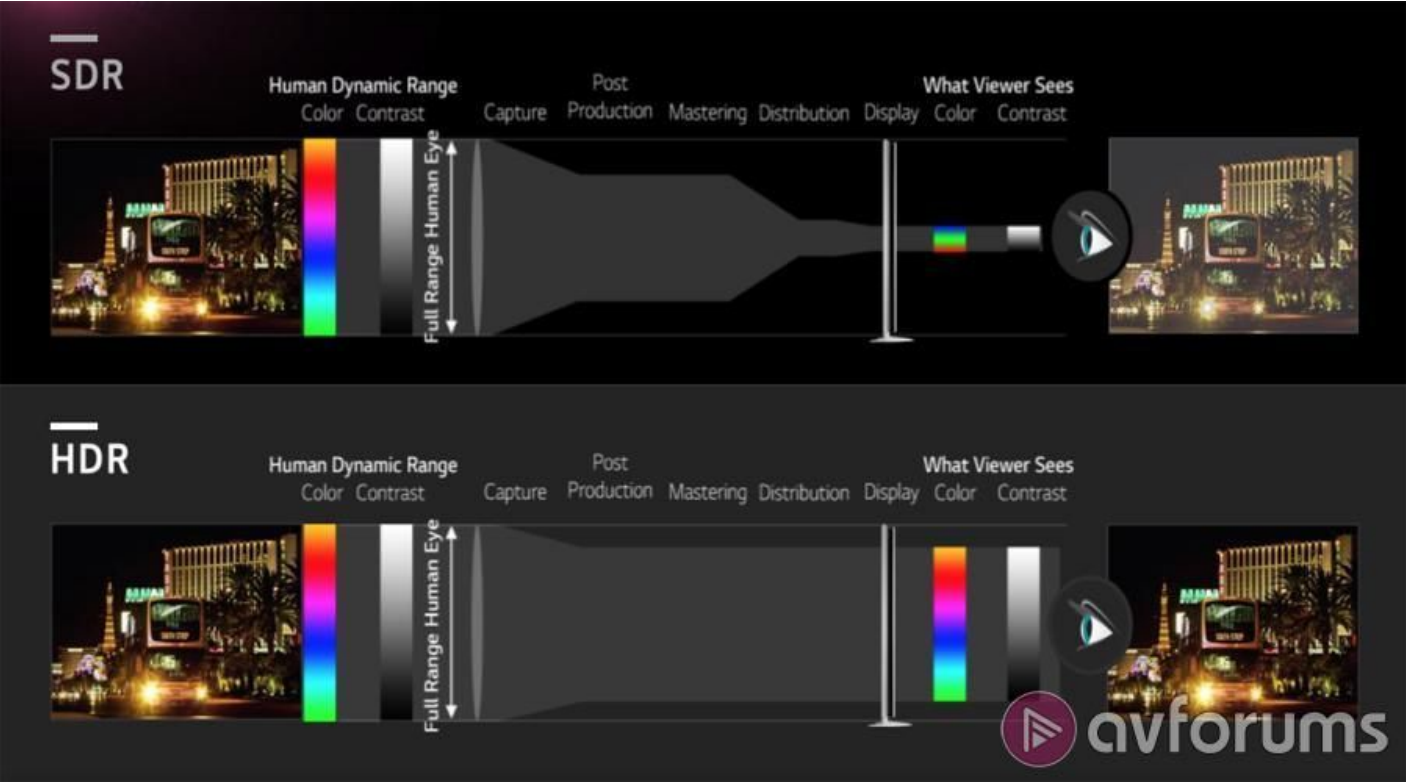 SDR
Human Dynamic Range
Color Contrast
Capture
Post
Production
Mastering
Distribution
Display
What Viewer Sees
Color Contrast
Full Range Human Eye
HDR
Human Dynamic Range
Color Contrast
Capture
Post
Production
Mastering
Distribution
Display
What Viewer Sees
Color Contrast
Full Range Human Eye
avforums